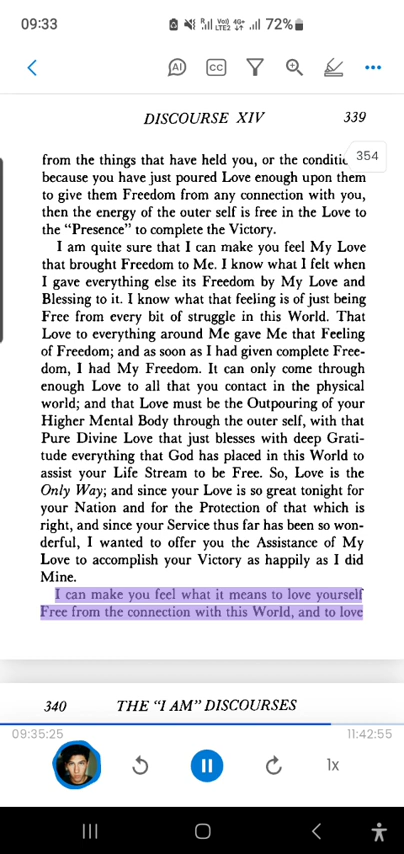 09:33
72%
AI CC
DISCOURSE XIV 339
354
from the things that have held you, or the
because you have just poured Love enough upon them
to give them Freedom from any connection with you,
then the energy of the outer self is free in the Love to
the “Presence” to complete the Victory.
I am quite sure that I can make you feel My Love
that brought Freedom to Me. I know what I felt when
I gave everything else its Freedom by My Love and
Blessing to it. I know what that feeling is of just being
Free from every bit of struggle in this World. That
Love to everything around Me gave Me that Feeling
of Freedom; and as soon as I had given complete Free-
dom, I had My Freedom. It can only come through
enough Love to all that you contact in the physical
world; and that Love must be the Outpouring of your
Higher Mental Body through the outer self, with that
Pure Divine Love that just blesses with deep Grati-
tude everything that God has placed in this World to
assist your Life Stream to be Free. So, Love is the
Only Way; and since your Love is so great tonight for
your Nation and for the Protection of that which is
right, and since your Service thus far has been so won-
derful, I wanted to offer you the Assistance of My
Love to accomplish your Victory as happily as I did
Mine.
I can make you feel what it means to love yourself
Free from the connection with this World, and to love
340 THE “I AM” DISCOURSES
09:35:25 11:42:55
1x